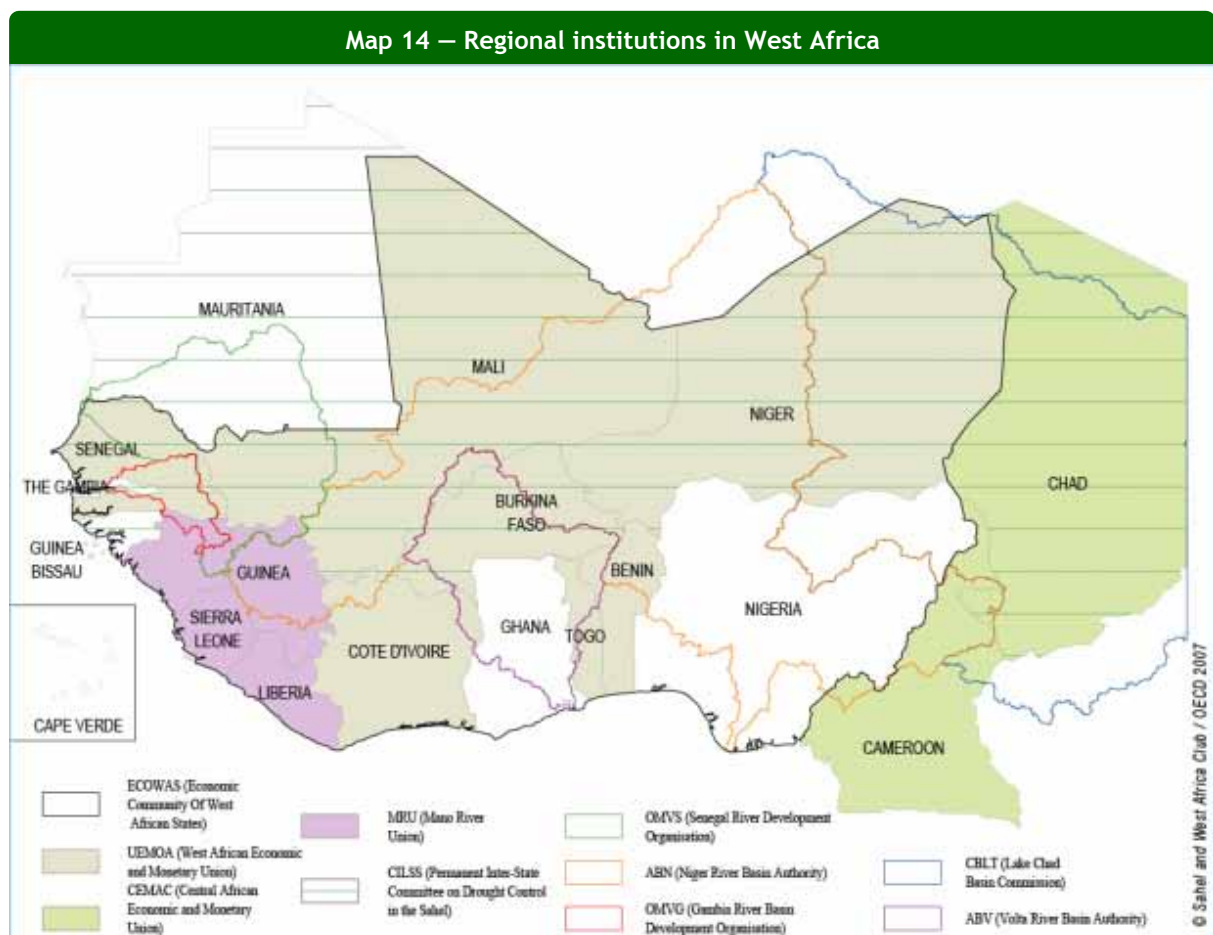 Map 14 — Regional institutions in West Africa
MAURITANIA
MALI
NIGER
SENEGAL
THE GAMBIA
CHAD
BURKINA
FASO
GUINEA
BISSAU
GUINEA
BENIN
NIGERIA
SIERRA
LEONE
GHANA
TOGO
COTE D'IVOIRE
LIBERIA
CAPE VERDE
CAMEROON
ECOWAS (Economic
Community Of West
African States)
UEMOA (West African Economic
and Monetary Union)
CEMAC (Central African
Economic and Monetary
Union)
MRU (Mano River
Union)
CILSS (Permanent Inter-State
Committee on Drought Control
in the Sahel)
OMVS (Senegal River Development
Organisation)
ABN (Niger River Basin Authority)
OMVG (Gambia River Basin
Development Organisation)
CBLT (Lake Chad
Basin Commission)
ABV (Volta River Basin Authority)
© Sahel and West Africa Club / OECD 2007